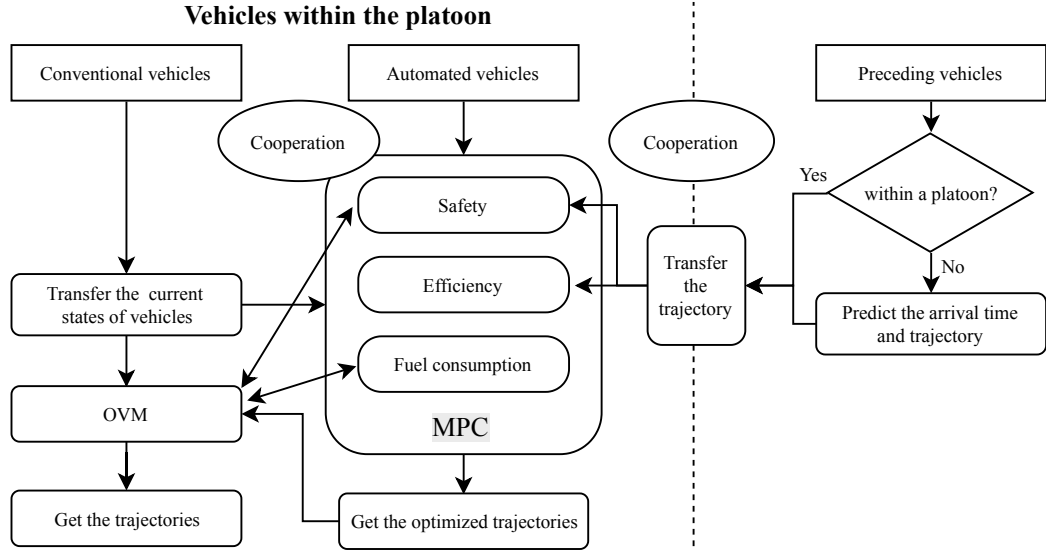 Vehicles within the platoon
Conventional vehicles
Automated vehicles
Preceding vehicles
Cooperation
Cooperation
Yes
within a platoon?
No
Safety
Efficiency
Fuel consumption
MPC
Transfer the current
states of vehicles
Transfer
the
trajectory
Predict the arrival time
and trajectory
OVM
Get the trajectories
Get the optimized trajectories